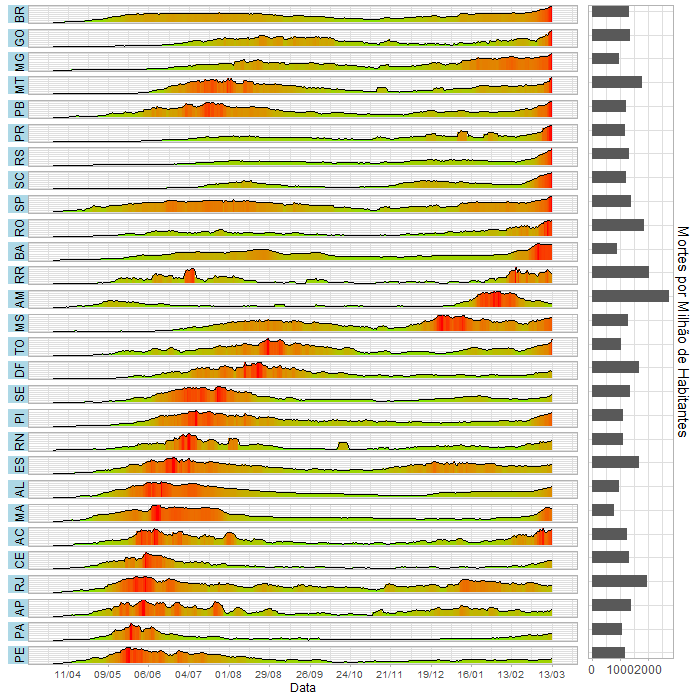 BR
GO
MG
MT
PB
PR
RS
SC
SP
RO
BA
RR
AM
MS
TO
DF
SE
PI
RN
ES
AL
MA
AC
CE
RJ
AP
PA
PE
11/04 09/05 06/06 04/07 01/08 29/08 26/09 24/10 21/11 19/12 16/01 13/02 13/03
Data
0 1000 2000
Mortes por Milhão de Habitantes